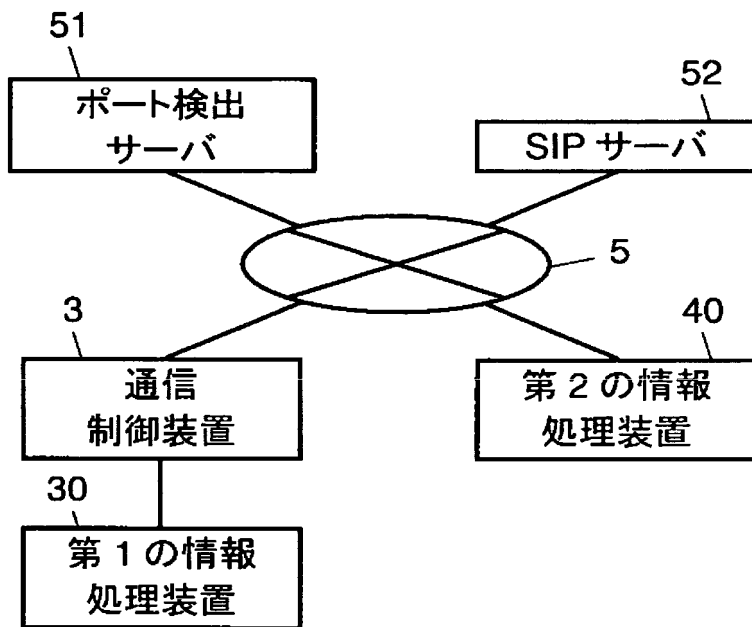 51
ポート検出
サーバ
52
SIP サーバ
5
3
通信
制御装置
40
第 2 の情報
処理装置
30
第 1 の情報
処理装置